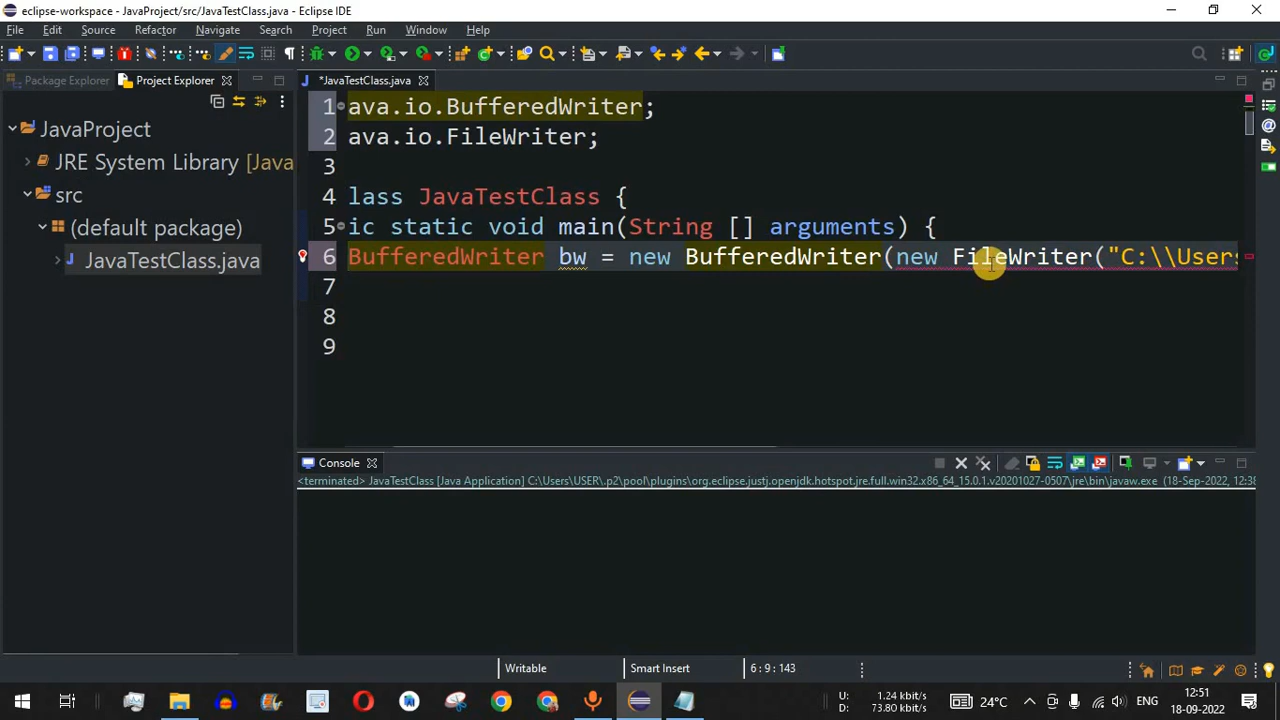 eclipse-workspace - JavaProject/src/JavaTestClass.java - Eclipse IDE
File Edit Source Refactor Navigate Search Project Run Window Help
Package Explorer Project Explorer *JavaTestClass.java
JavaProject
JRE System Library [Java
src
(default package)
JavaTestClass.java
1 ava.io.BufferedWriter;
2 ava.io.FileWriter;
3
4 lass JavaTestClass {
5 ic static void main(String [] arguments) {
6 BufferedWriter bw = new BufferedWriter(new FileWriter("C:\\Users
7
8
9
Console
<terminated> JavaTestClass [Java Application] C:\Users\USER\.p2\pool\plugins\org.eclipse.justj.openjdk.hotspot.jre.full.win32.x86_64_15.0.1.v20201027-0507\jre\bin\javaw.exe (18-Sep-2022, 12:38
Writable Smart Insert 6 : 9 : 143
U: 1.24 kbit/s
D: 73.80 kbit/s
24°C ENG
12:51
18-09-2022